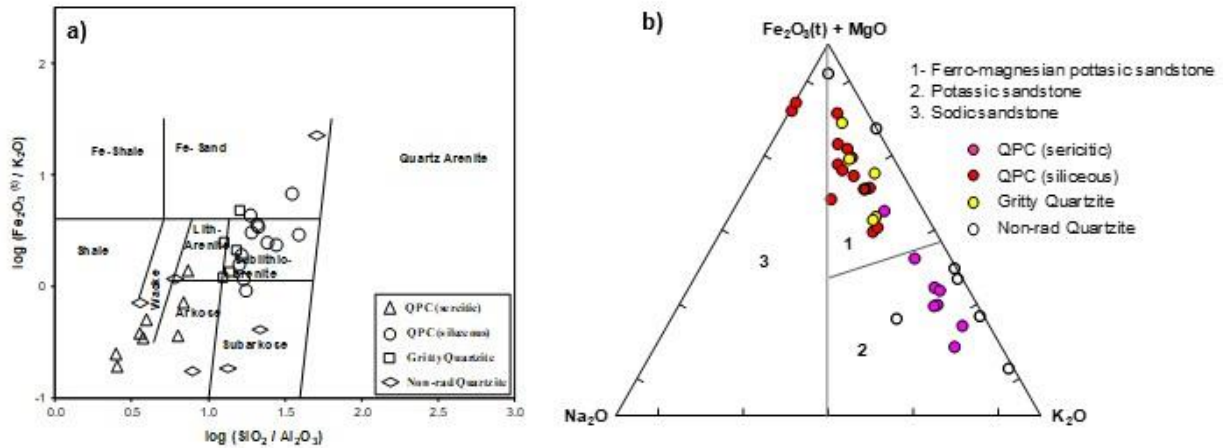 a)
log (Fe₂O₃ ⁽ᵗ⁾ / K₂O)
2
1
0
-1
Fe-Shale
Fe- Sand
Quartz Arenite
Shale
Wacke
Lith-
Arenite
Sublithic-
arenite
Arkose
Subarkose
QPC (sericitic)
QPC (siliceous)
Gritty Quartzite
Non-rad Quartzite
0.0
0.5
1.0
1.5
2.0
2.5
3.0
log (SiO₂ / Al₂O₃)
b)
Fe₂O₃(t) + MgO
1- Ferro-magnesian pottasic sandstone
2. Potassic sandstone
3. Sodic sandstone
QPC (sericitic)
QPC (siliceous)
Gritty Quartzite
Non-rad Quartzite
1
2
3
Na₂O
K₂O